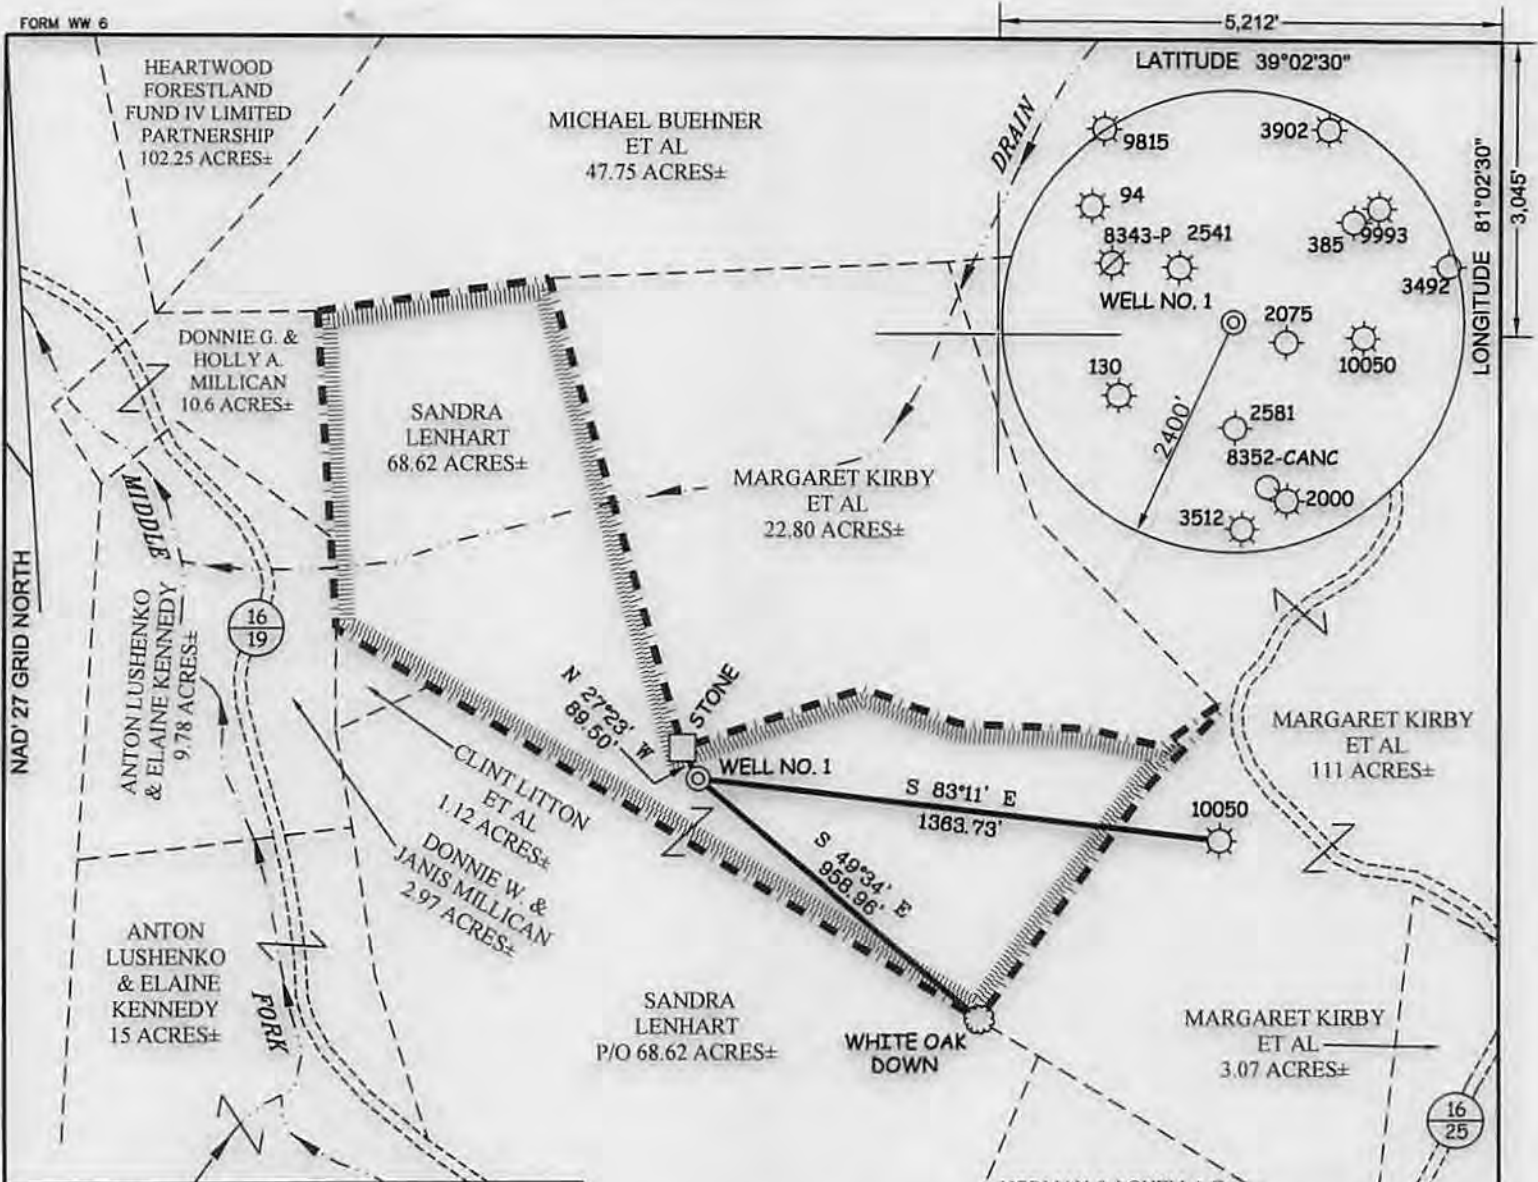 FORM WW 6
5,212'
HEARTWOOD
FORESTLAND
FUND IV LIMITED
PARTNERSHIP
102.25 ACRES±
MICHAEL BUEHNER
ET AL
47.75 ACRES±
DRAIN
LATITUDE 39°02'30"
LONGITUDE 81°02'30"
3,045'
9815
3902
94
8343-P
2541
385
9993
3492
WELL NO. 1
2075
10050
130
2581
2400'
8352-CANC
2000
3512
DONNIE G. &
HOLLY A.
MILLICAN
10.6 ACRES±
SANDRA
LENHART
68.62 ACRES±
MARGARET KIRBY
ET AL
22.80 ACRES±
NAD'27 GRID NORTH
MIDDLE
ANTON LUSHENKO
& ELAINE KENNEDY
9.78 ACRES±
16
19
N 27°23' W
89.50'
STONE
WELL NO. 1
S 83°11' E
1363.73'
10050
S 49°34' E
958.96'
MARGARET KIRBY
ET AL
111 ACRES±
CLINT LITTON
ET AL
1.12 ACRES±
DONNIE W. &
JANIS MILLICAN
2.97 ACRES±
ANTON
LUSHENKO
& ELAINE
KENNEDY
15 ACRES±
FORK
SANDRA
LENHART
P/O 68.62 ACRES±
WHITE OAK
DOWN
MARGARET KIRBY
ET AL
3.07 ACRES±
16
25